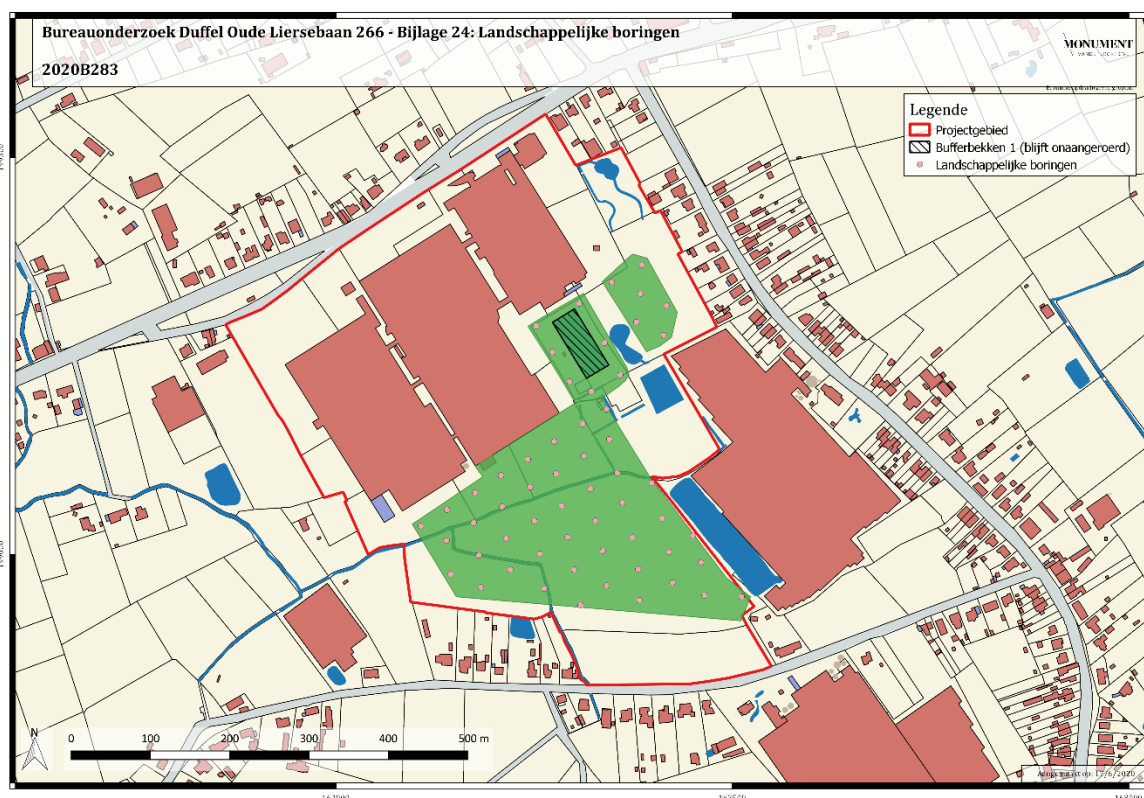 Bureauonderzoek Duffel Oude Liersebaan 266 - Bijlage 24: Landschappelijke boringen
2020B283
MONUMENT
Legende
Projectgebied
Bufferbekken 1 (blijft onaangeroerd)
Landschappelijke boringen
N
0 100 200 300 400 500 m